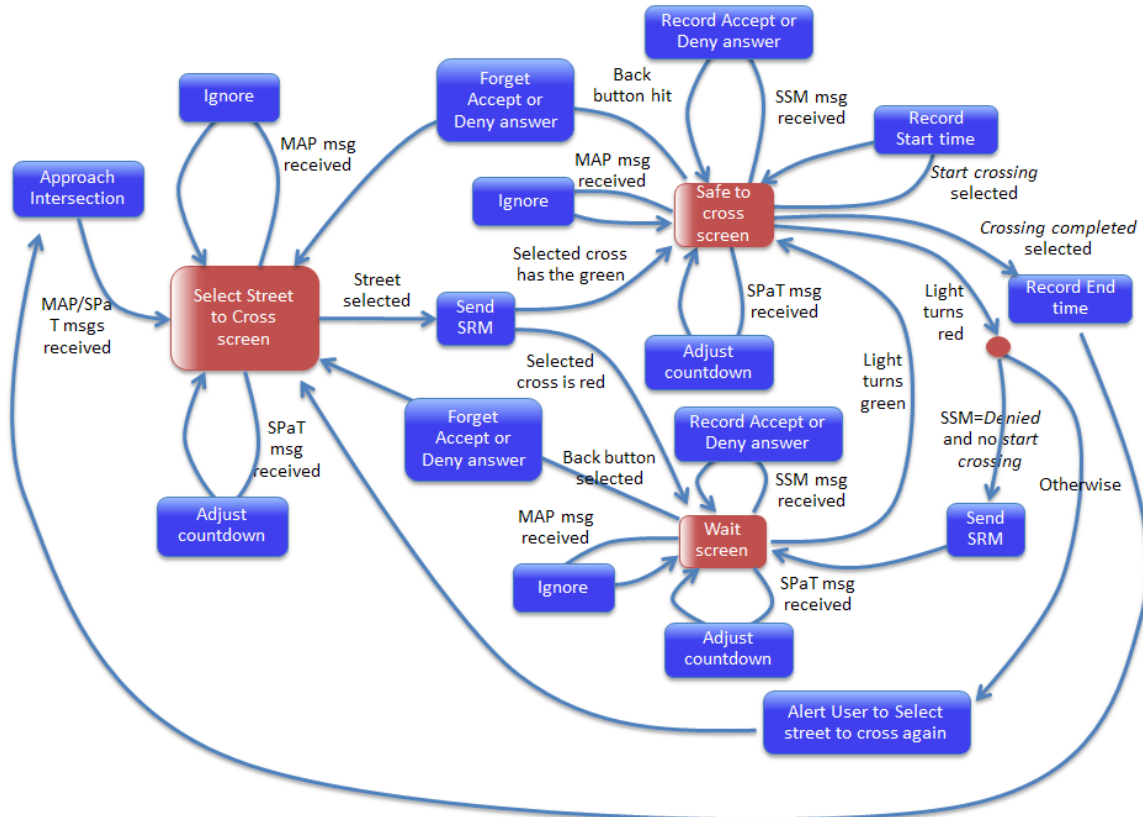 Record Accept or
Deny answer
Forget
Accept or
Deny answer
Back
button hit
SSM msg
received
Ignore
MAP msg
received
Record
Start time
Start crossing
selected
Approach
Intersection
MAP msg
received
Ignore
Safe to
cross
screen
Crossing completed
selected
Selected cross
has the green
MAP/SPa
T msgs
received
Select Street
to Cross
screen
Street
selected
Send
SRM
SPaT msg
received
Light
turns
red
Record End
time
Adjust
countdown
Light
turns
green
Selected
cross is red
Forget
Accept or
Deny answer
Record Accept or
Deny answer
SSM=Denied
and no start
crossing
SPaT
msg
received
Back button
selected
SSM msg
received
Otherwise
Adjust
countdown
MAP msg
received
Wait
screen
Send
SRM
Ignore
SPaT msg
received
Adjust
countdown
Alert User to Select
street to cross again